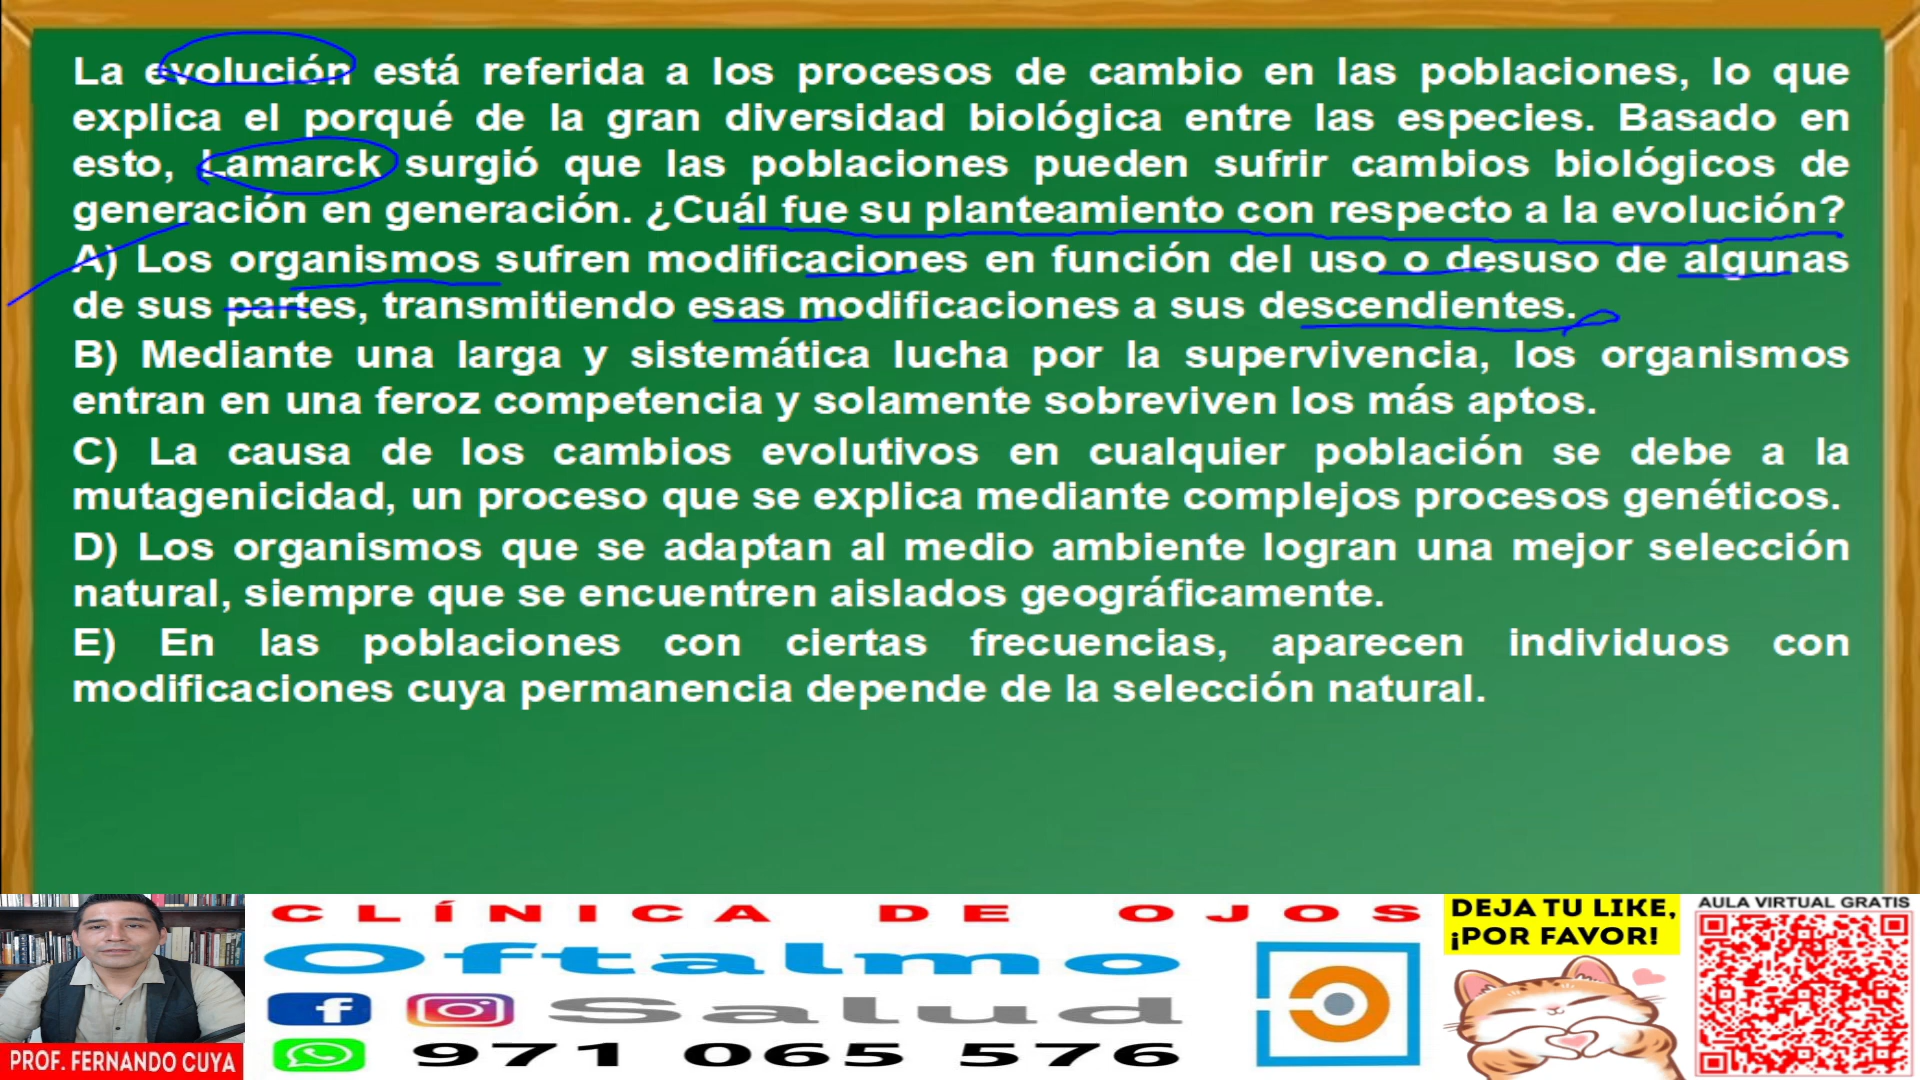 La evolución está referida a los procesos de cambio en las poblaciones, lo que
explica el porqué de la gran diversidad biológica entre las especies. Basado en
esto, Lamarck surgió que las poblaciones pueden sufrir cambios biológicos de
generación en generación. ¿Cuál fue su planteamiento con respecto a la evolución?
A) Los organismos sufren modificaciones en función del uso o desuso de algunas
de sus partes, transmitiendo esas modificaciones a sus descendientes.
B) Mediante una larga y sistemática lucha por la supervivencia, los organismos
entran en una feroz competencia y solamente sobreviven los más aptos.
C) La causa de los cambios evolutivos en cualquier población se debe a la
mutagenicidad, un proceso que se explica mediante complejos procesos genéticos.
D) Los organismos que se adaptan al medio ambiente logran una mejor selección
natural, siempre que se encuentren aislados geográficamente.
E) En las poblaciones con ciertas frecuencias, aparecen individuos con
modificaciones cuya permanencia depende de la selección natural.
PROF. FERNANDO CUYA
CLÍNICA DE OJOS
Oftalmo
Salud
971 065 576
DEJA TU LIKE,
¡POR FAVOR!
AULA VIRTUAL GRATIS